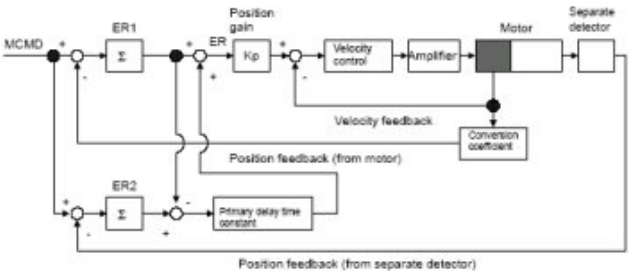 Position
gain
Separate
detector
ER1
Motor
MCMD
+
+
ER
+
Σ
Kp
Velocity
control
Amplifier
-
+
-
Velocity feedback
Conversion
coefficient
Position feedback (from motor)
ER2
+
-
Σ
Primary delay time
constant
-
+
Position feedback (from separate detector)